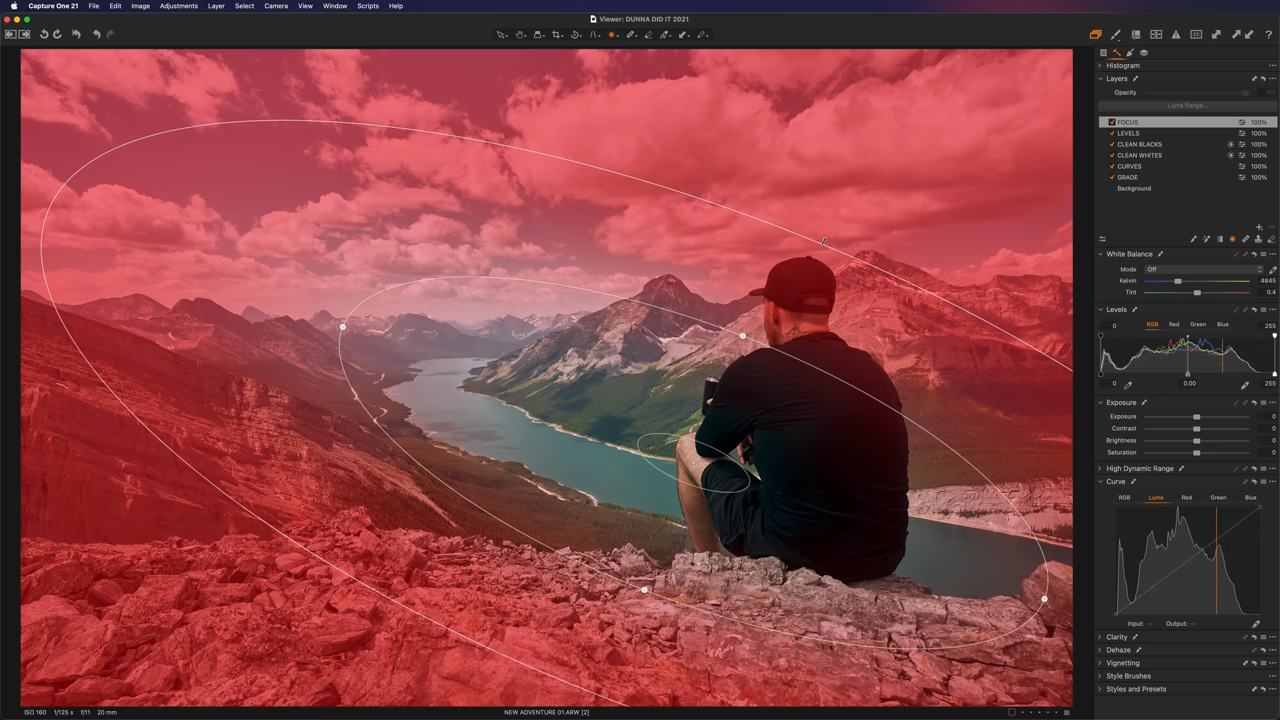 Capture One 21 File Edit Image Adjustments Layer Select Camera View Window Scripts Help
Viewer: DUNNA DID IT 2021
Histogram
Layers
Opacity
Luma Range...
FOCUS 100%
LEVELS 100%
CLEAN BLACKS 100%
CLEAN WHITES 100%
CURVES 100%
GRADE 100%
Background
White Balance
Mode Off
Kelvin 4845
Tint 0.4
Levels
0 RGB Red Green Blue 255
0 0.00 255
Exposure
Exposure 0
Contrast 0
Brightness 0
Saturation 0
High Dynamic Range
Curve
RGB Luma Red Green Blue
Input: -- Output: --
Clarity
Dehaze
Vignetting
Style Brushes
Styles and Presets
ISO 160 1/125 s f/11 20 mm NEW ADVENTURE 01.ARW [2]